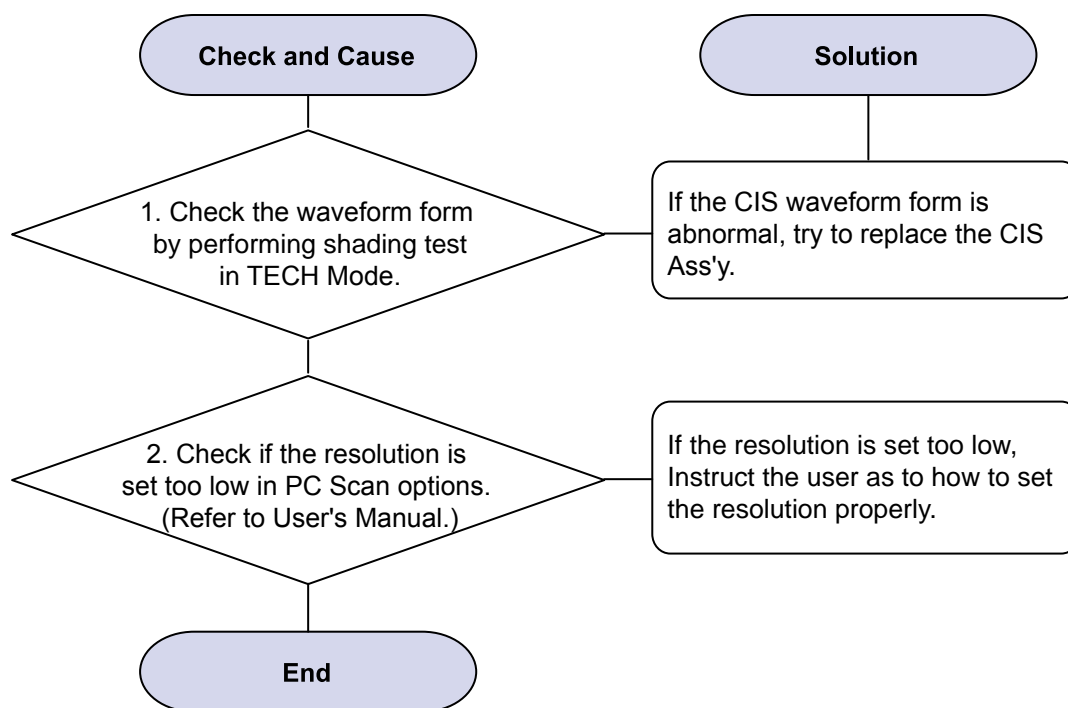 Check and Cause
Solution
1. Check the waveform form
by performing shading test
in TECH Mode.
If the CIS waveform form is
abnormal, try to replace the CIS
Ass'y.
2. Check if the resolution is
set too low in PC Scan options.
(Refer to User's Manual.)
If the resolution is set too low,
Instruct the user as to how to set
the resolution properly.
End